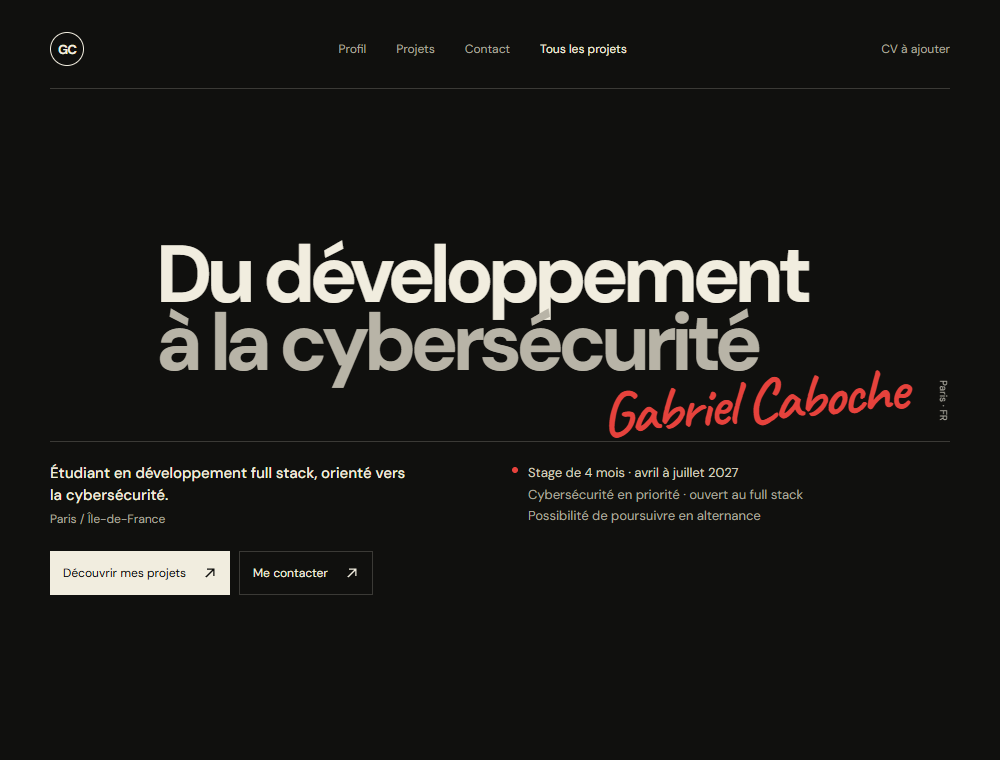 GC
Profil
Projets
Contact
Tous les projets
CV à ajouter
Du développement
à la cybersécurité
Gabriel Caboche
Paris · FR
Étudiant en développement full stack, orienté vers
la cybersécurité.
Paris / Île-de-France
Stage de 4 mois · avril à juillet 2027
Cybersécurité en priorité · ouvert au full stack
Possibilité de poursuivre en alternance
Découvrir mes projets
Me contacter